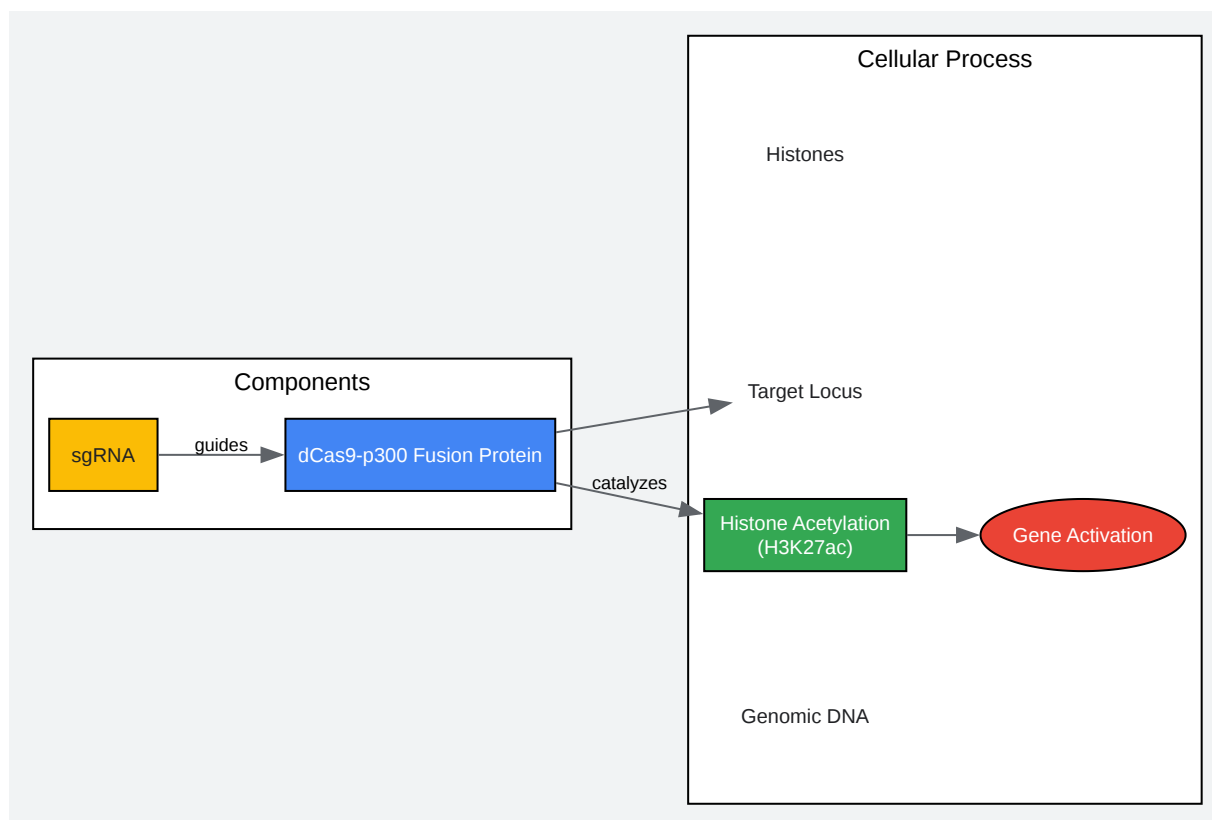 Components
sgRNA
guides
dCas9-p300 Fusion Protein
catalyzes
Cellular Process
Histones
Target Locus
Histone Acetylation
(H3K27ac)
Gene Activation
Genomic DNA